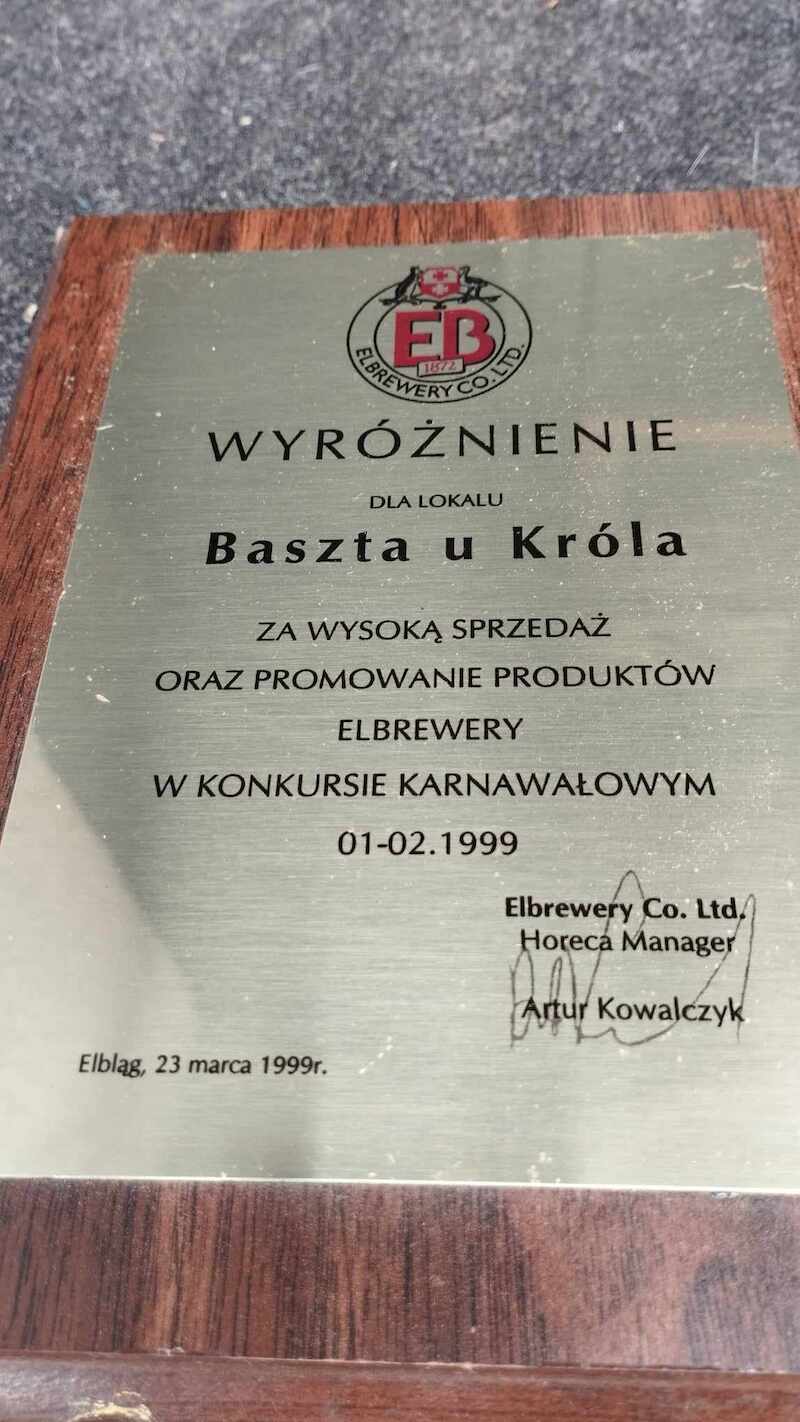 EB
1872
ELBREWERY CO. LTD.
WYRÓŻNIENIE
DLA LOKALU
Baszta u Króla
ZA WYSOKĄ SPRZEDAŻ
ORAZ PROMOWANIE PRODUKTÓW
ELBREWERY
W KONKURSIE KARNAWAŁOWYM
01-02.1999
Elbrewery Co. Ltd.
Horeca Manager
Artur Kowalczyk
Elbląg, 23 marca 1999r.